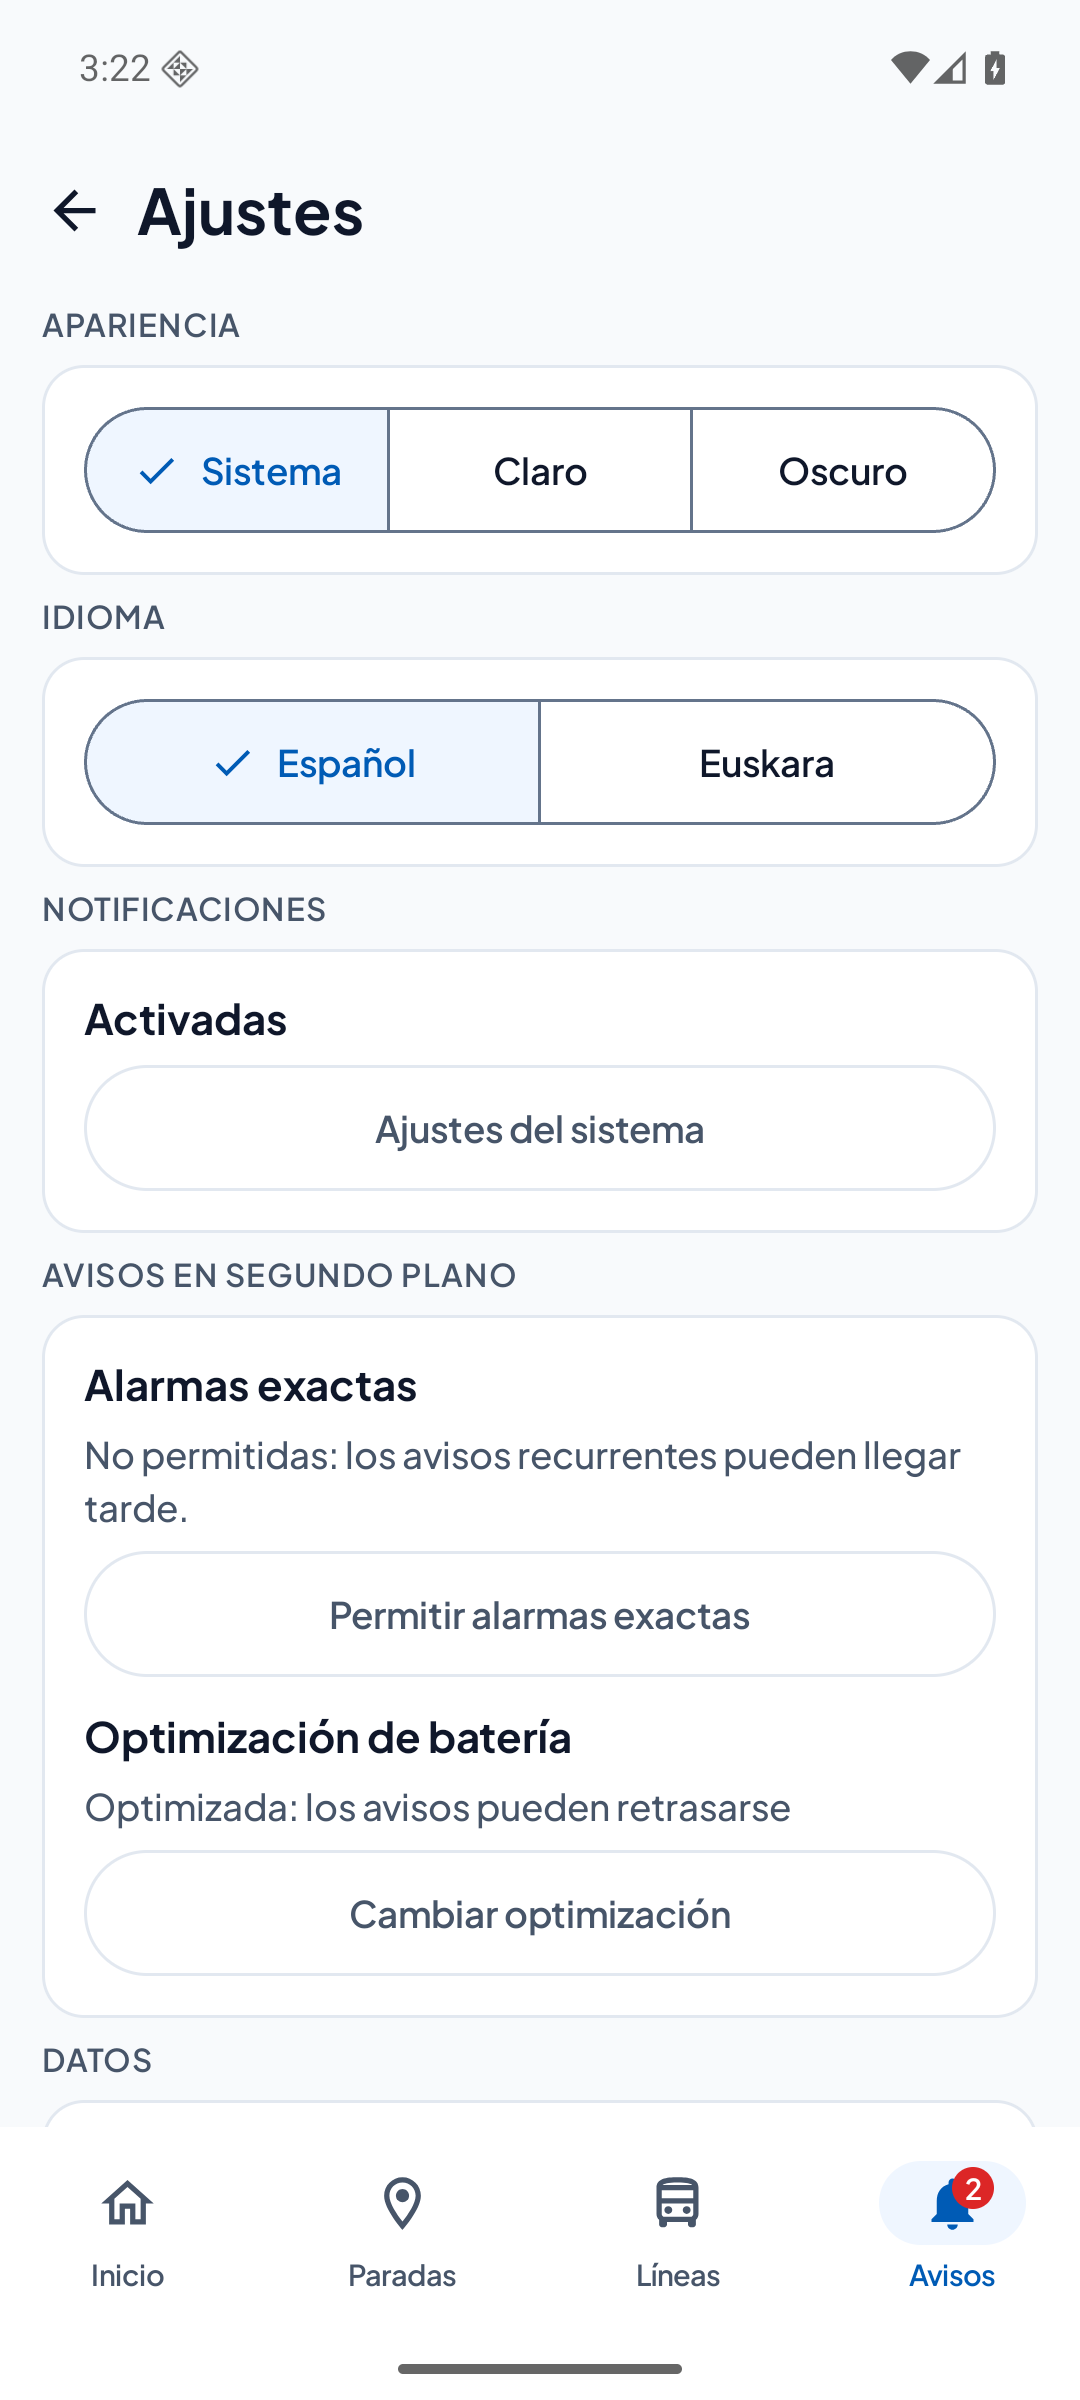 3:22
Ajustes
APARIENCIA
Sistema
Claro
Oscuro
IDIOMA
Español
Euskara
NOTIFICACIONES
Activadas
Ajustes del sistema
AVISOS EN SEGUNDO PLANO
Alarmas exactas
No permitidas: los avisos recurrentes pueden llegar
tarde.
Permitir alarmas exactas
Optimización de batería
Optimizada: los avisos pueden retrasarse
Cambiar optimización
DATOS
2
Inicio
Paradas
Líneas
Avisos